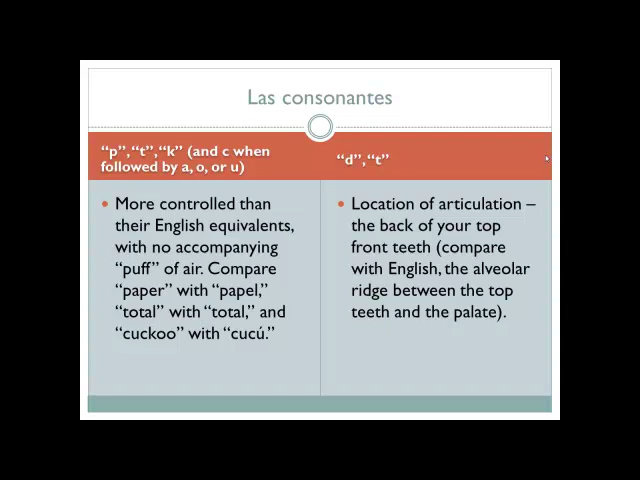 Las consonantes
“p”, “t”, “k” (and c when
followed by a, o, or u)
“d”, “t”
• More controlled than
their English equivalents,
with no accompanying
“puff” of air. Compare
“paper” with “papel,”
“total” with “total,” and
“cuckoo” with “cucú.”
• Location of articulation –
the back of your top
front teeth (compare
with English, the alveolar
ridge between the top
teeth and the palate).